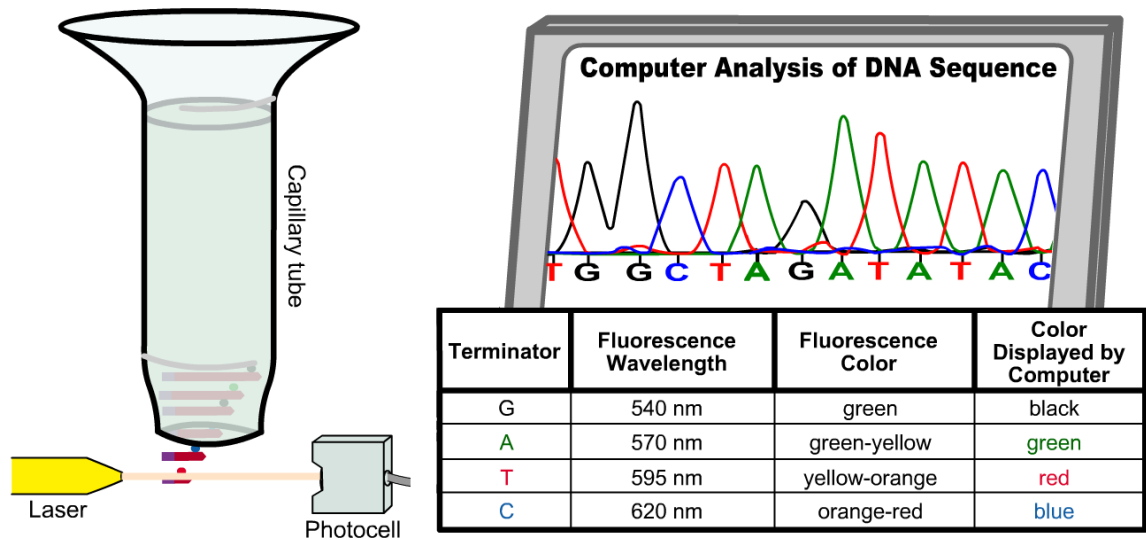 Computer Analysis of DNA Sequence
T G G C T A G A T A T A C
Capillary tube
Laser
Photocell
Terminator
Fluorescence
Wavelength
Fluorescence
Color
Color
Displayed by
Computer
G 540 nm green black
A 570 nm green-yellow green
T 595 nm yellow-orange red
C 620 nm orange-red blue